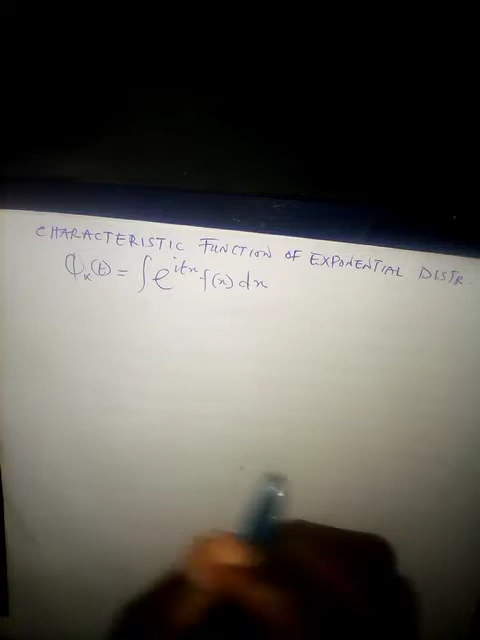 CHARACTERISTIC FUNCTION OF EXPONENTIAL DISTR.
Φₓ(t) = ∫e^{itx} f(x) dx